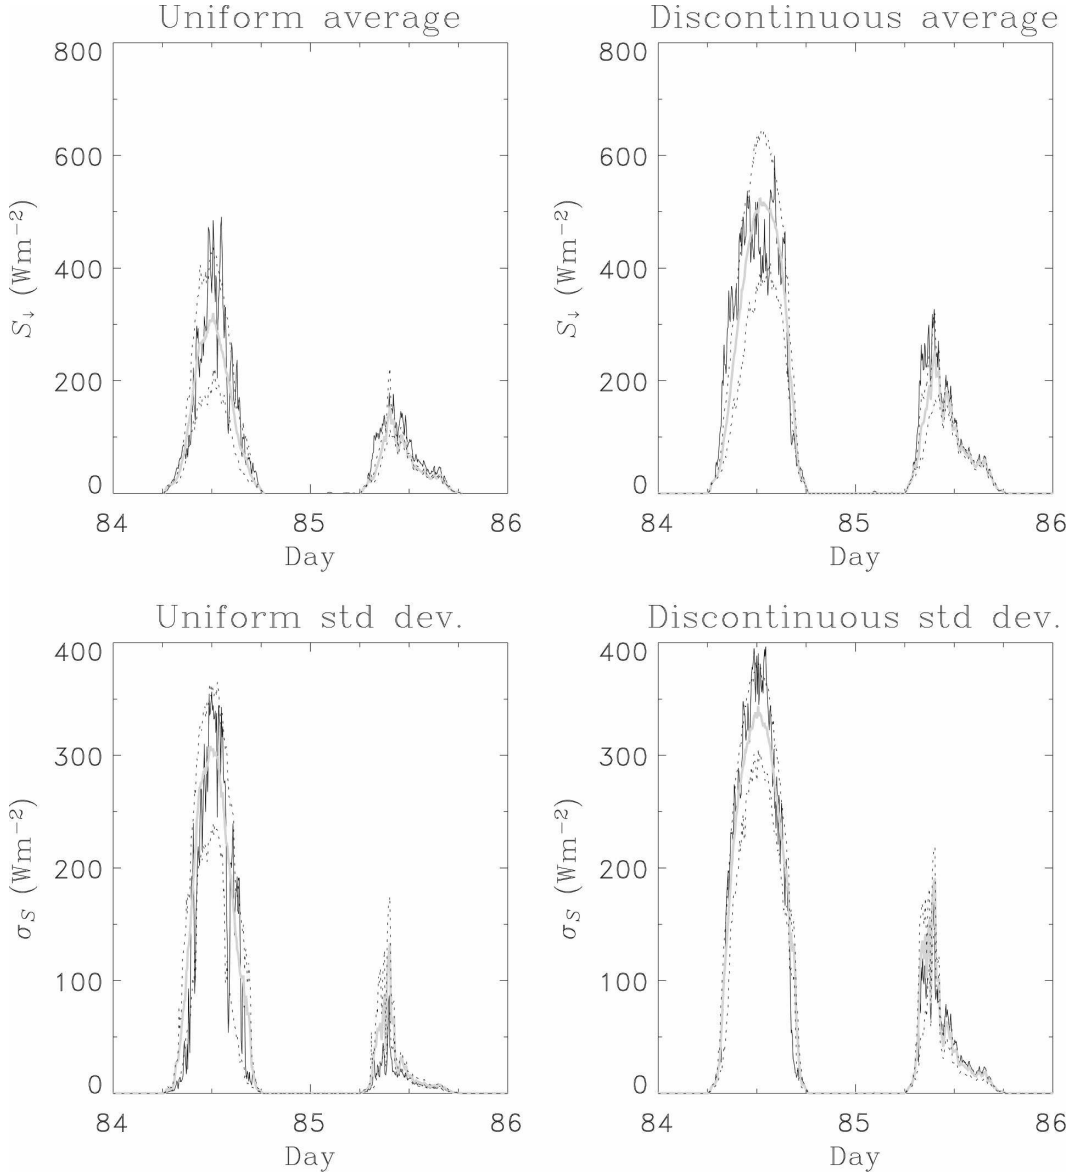 Uniform average
Discontinuous average
800
600
400
200
0
S↓ (Wm−2)
84
85
86
Day
800
600
400
200
0
S↓ (Wm−2)
84
85
86
Day
Uniform std dev.
Discontinuous std dev.
400
300
200
100
0
σS (Wm−2)
84
85
86
Day
400
300
200
100
0
σS (Wm−2)
84
85
86
Day